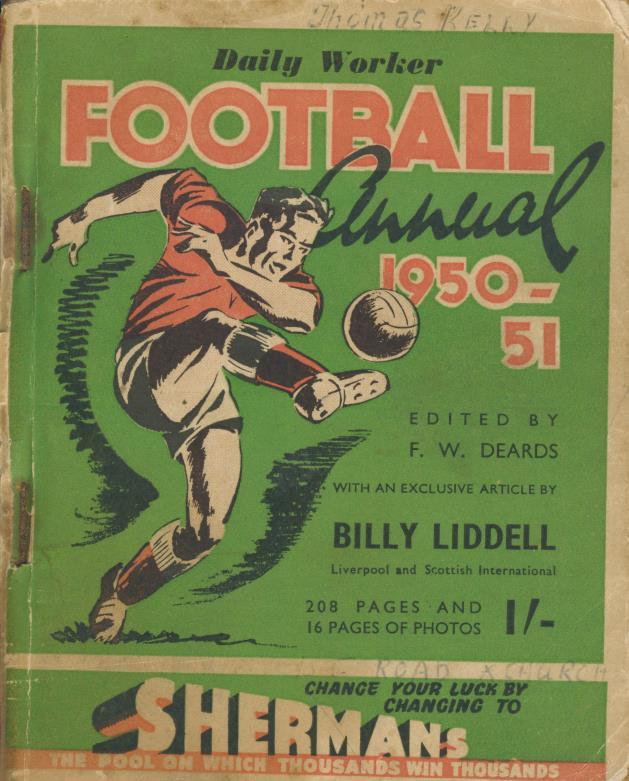 Thomas KELLY
Daily Worker
FOOTBALL
Annual
1950-
51
EDITED BY
F. W. DEARDS
WITH AN EXCLUSIVE ARTICLE BY
BILLY LIDDELL
Liverpool and Scottish International
208 PAGES AND
16 PAGES OF PHOTOS 1/-
ROAD XCHURCH
CHANGE YOUR LUCK BY
CHANGING TO
SHERMANS
THE POOL ON WHICH THOUSANDS WIN THOUSANDS